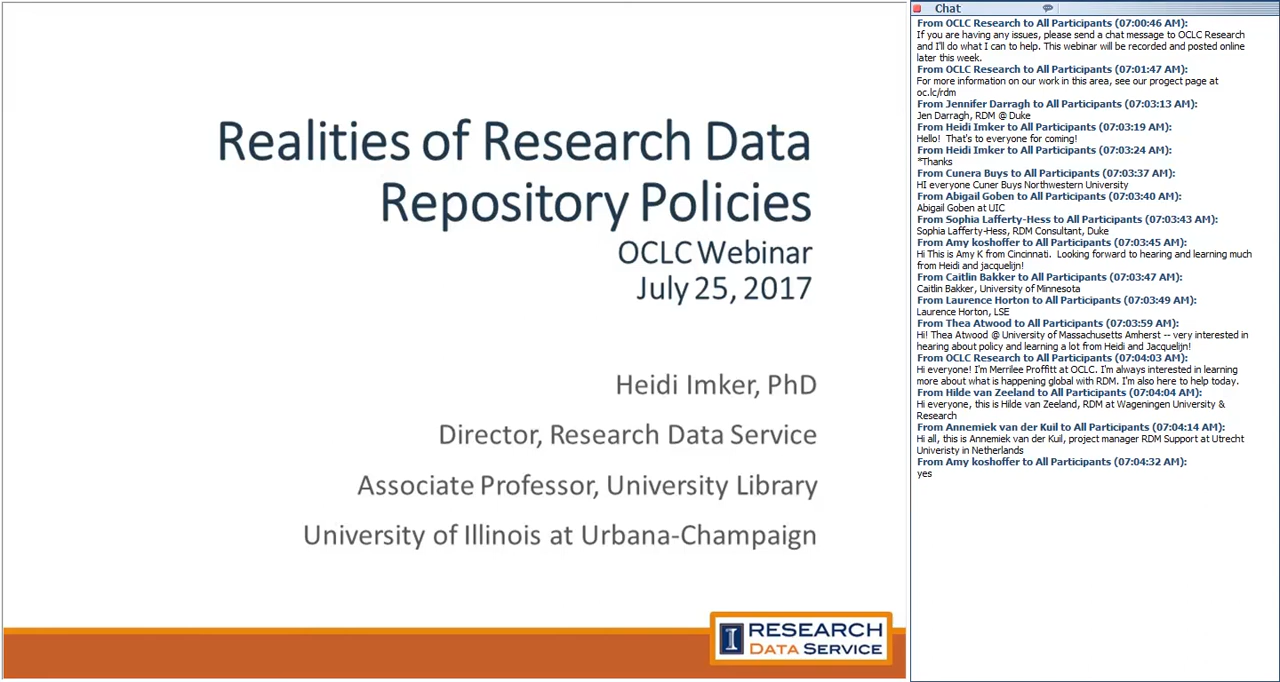 Realities of Research Data
Repository Policies
OCLC Webinar
July 25, 2017
Heidi Imker, PhD
Director, Research Data Service
Associate Professor, University Library
University of Illinois at Urbana-Champaign
I RESEARCH
DATA SERVICE
Chat
From OCLC Research to All Participants (07:00:46 AM):
If you are having any issues, please send a chat message to OCLC Research
and I'll do what I can to help. This webinar will be recorded and posted online
later this week.
From OCLC Research to All Participants (07:01:47 AM):
For more information on our work in this area, see our progect page at
oc.lc/rdm
From Jennifer Darragh to All Participants (07:03:13 AM):
Jen Darragh, RDM @ Duke
From Heidi Imker to All Participants (07:03:19 AM):
Hello!  That's to everyone for coming!
From Heidi Imker to All Participants (07:03:24 AM):
*Thanks
From Cunera Buys to All Participants (07:03:37 AM):
HI everyone Cuner Buys Northwestern University
From Abigail Goben to All Participants (07:03:40 AM):
Abigail Goben at UIC
From Sophia Lafferty-Hess to All Participants (07:03:43 AM):
Sophia Lafferty-Hess, RDM Consultant, Duke
From Amy koshoffer to All Participants (07:03:45 AM):
Hi This is Amy K from Cincinnati.  Looking forward to hearing and learning much
from Heidi and jacquelijn!
From Caitlin Bakker to All Participants (07:03:47 AM):
Caitlin Bakker, University of Minnesota
From Laurence Horton to All Participants (07:03:49 AM):
Laurence Horton, LSE
From Thea Atwood to All Participants (07:03:59 AM):
Hi! Thea Atwood @ University of Massachusetts Amherst -- very interested in
hearing about policy and learning a lot from Heidi and Jacquelijn!
From OCLC Research to All Participants (07:04:03 AM):
Hi everyone! I'm Merrilee Proffitt at OCLC. I'm always interested in learning
more about what is happening global with RDM. I'm also here to help today.
From Hilde van Zeeland to All Participants (07:04:04 AM):
Hi everyone, this is Hilde van Zeeland, RDM at Wageningen University &
Research
From Annemiek van der Kuil to All Participants (07:04:14 AM):
Hi all, this is Annemiek van der Kuil, project manager RDM Support at Utrecht
Univeristy in Netherlands
From Amy koshoffer to All Participants (07:04:32 AM):
yes